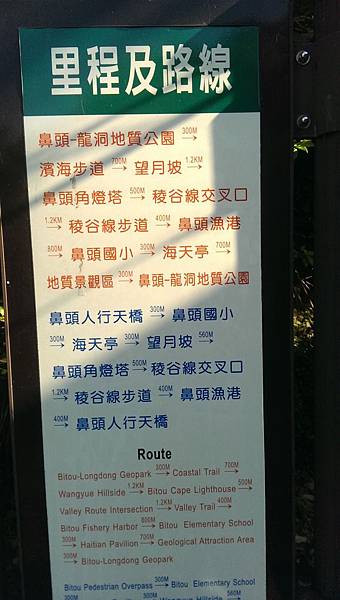 里程及路線
鼻頭-龍洞地質公園 300M→
濱海步道 700M→ 望月坡 1.2KM→
鼻頭角燈塔 500M→ 稜谷線交叉口
1.2KM→ 稜谷線步道 400M→ 鼻頭漁港
800M→ 鼻頭國小 300M→ 海天亭 700M→
地質景觀區 300M→ 鼻頭-龍洞地質公園
鼻頭人行天橋 300M→ 鼻頭國小
300M→ 海天亭 300M→ 望月坡 560M→
鼻頭角燈塔 500M→ 稜谷線交叉口
1.2KM→ 稜谷線步道 400M→ 鼻頭漁港
400M→ 鼻頭人行天橋
Route
Bitou-Longdong Geopark 300M→ Coastal Trail 700M→
Wangyue Hillside 1.2KM→ Bitou Cape Lighthouse 500M→
Valley Route Intersection 1.2KM→ Valley Trail 400M→
Bitou Fishery Harbor 800M→ Bitou Elementary School
300M→ Haitian Pavilion 700M→ Geological Attraction Area
300M→ Bitou-Longdong Geopark
Bitou Pedestrian Overpass 300M→ Bitou Elementary School
300M Wangyue Hillside 560M